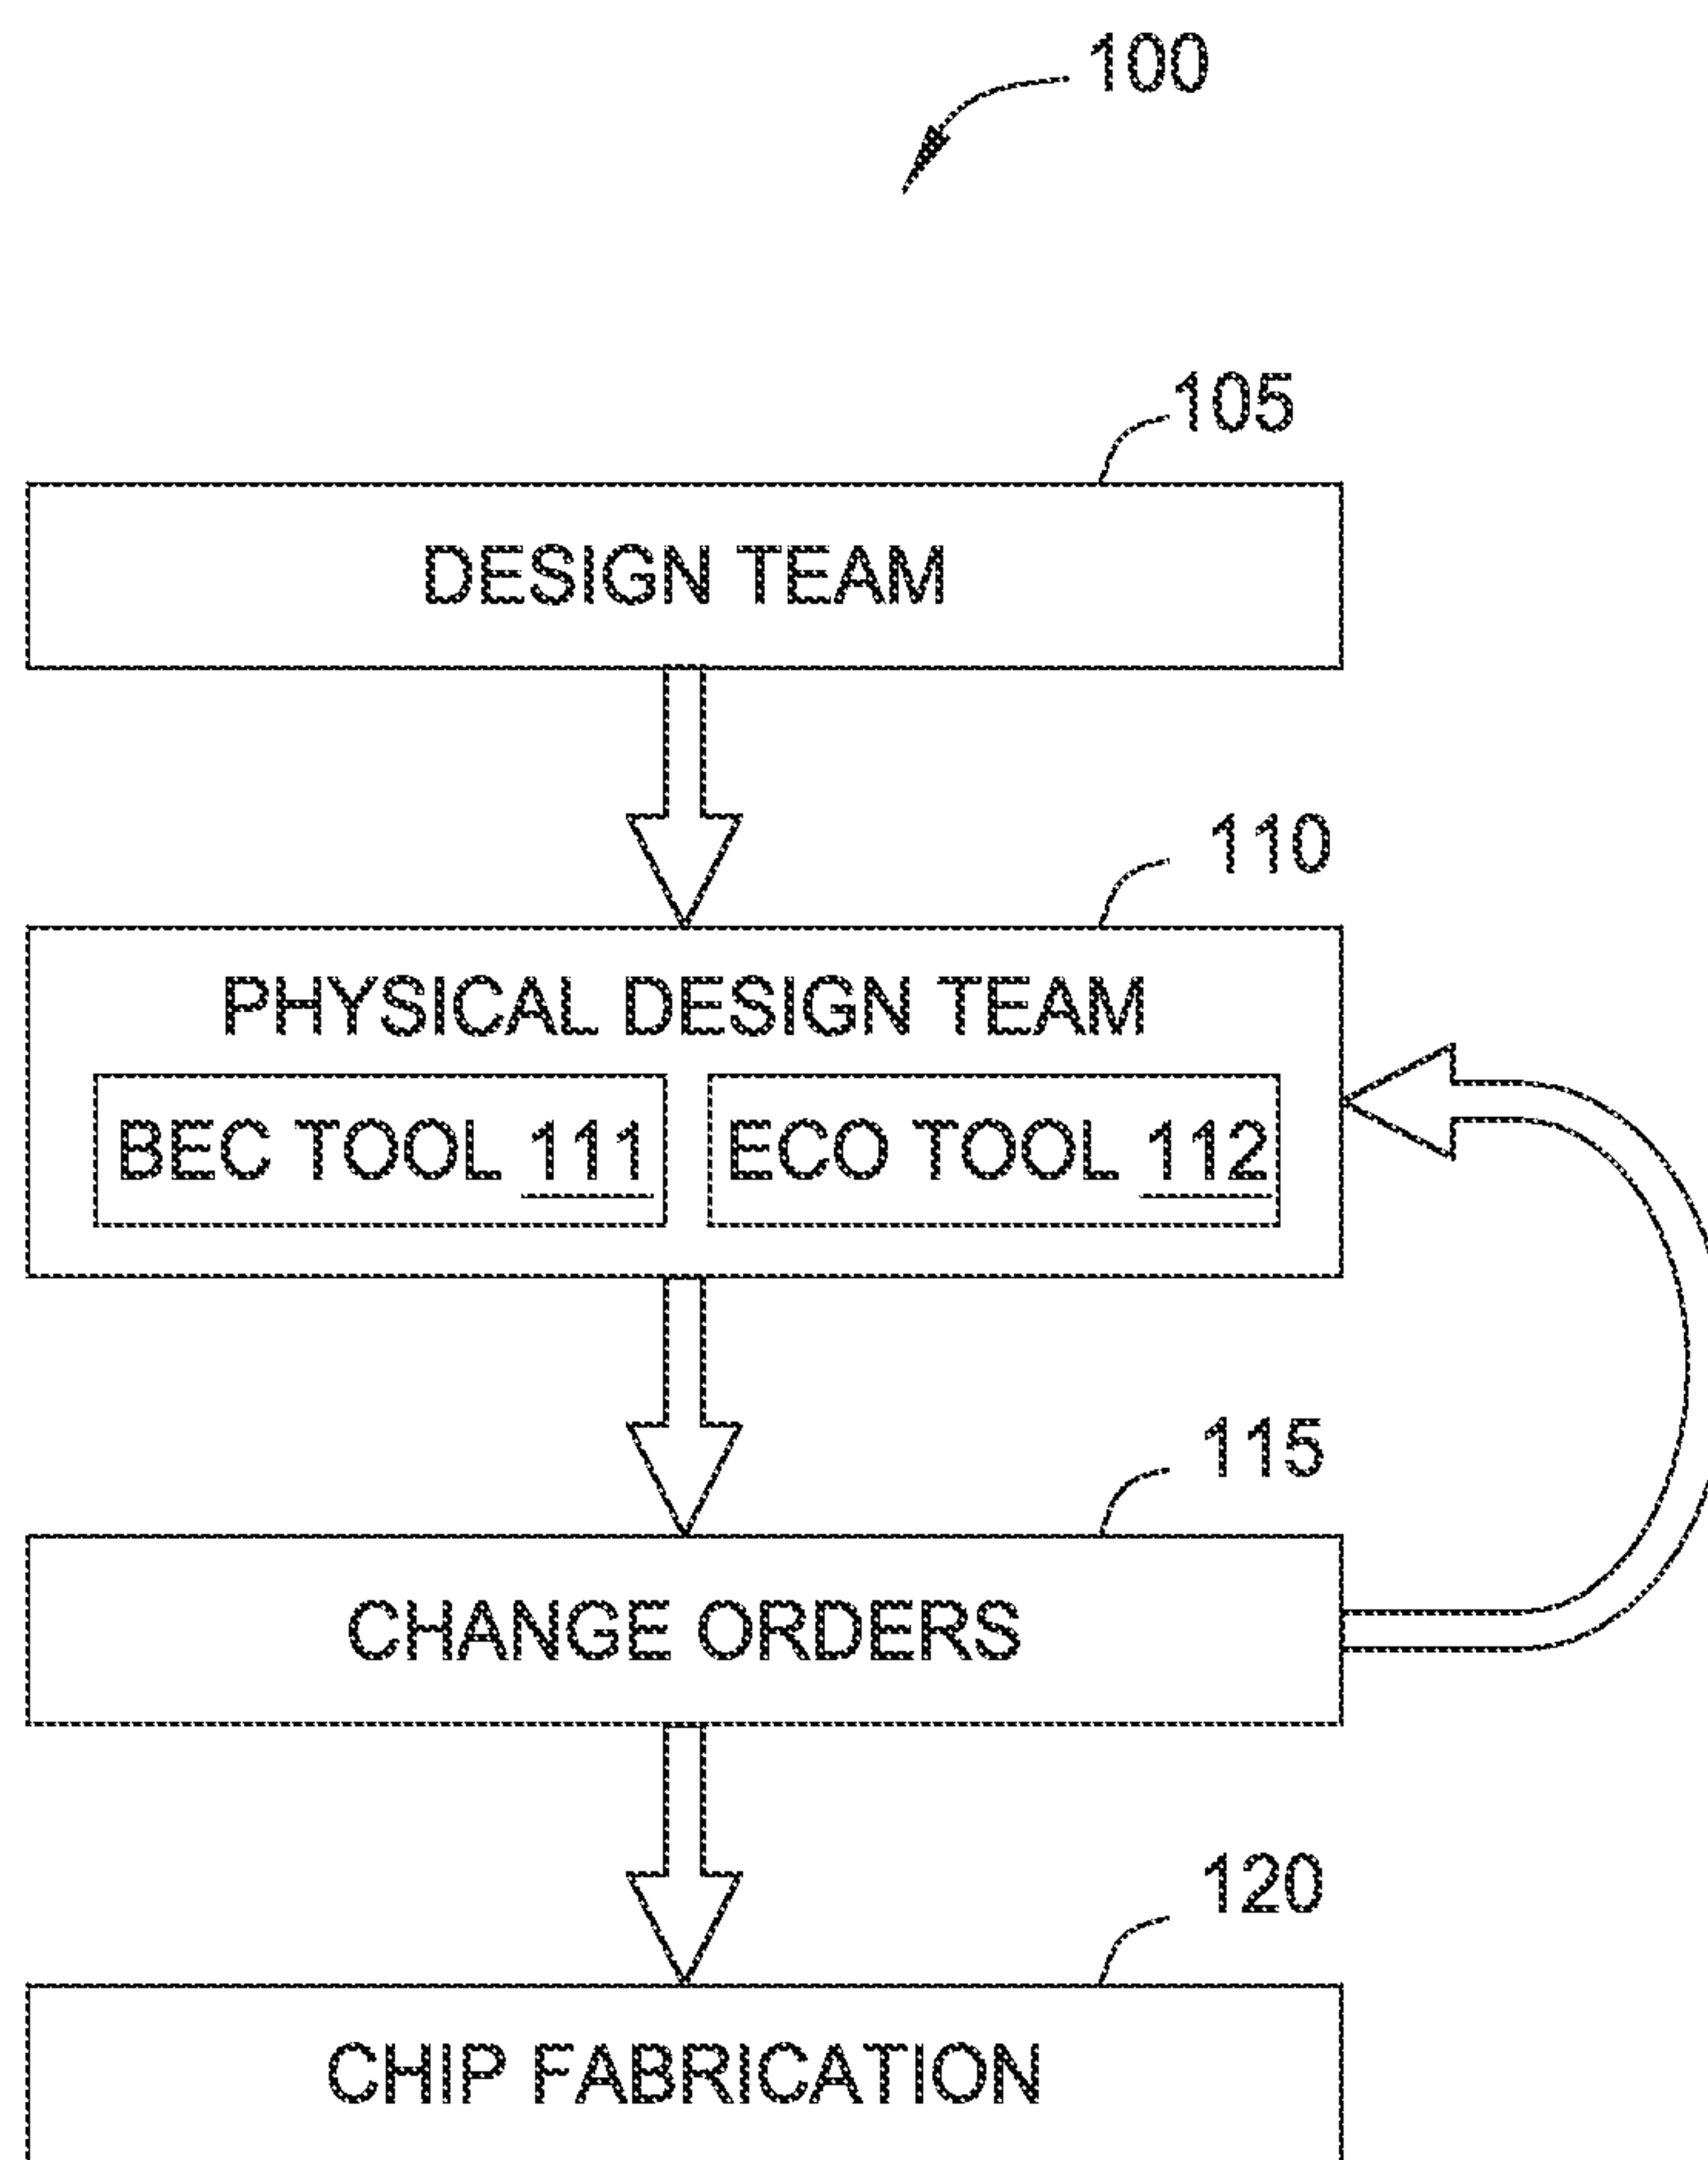 100
105
DESIGN TEAM
110
PHYSICAL DESIGN TEAM
BEC TOOL 111
ECO TOOL 112
115
CHANGE ORDERS
120
CHIP FABRICATION